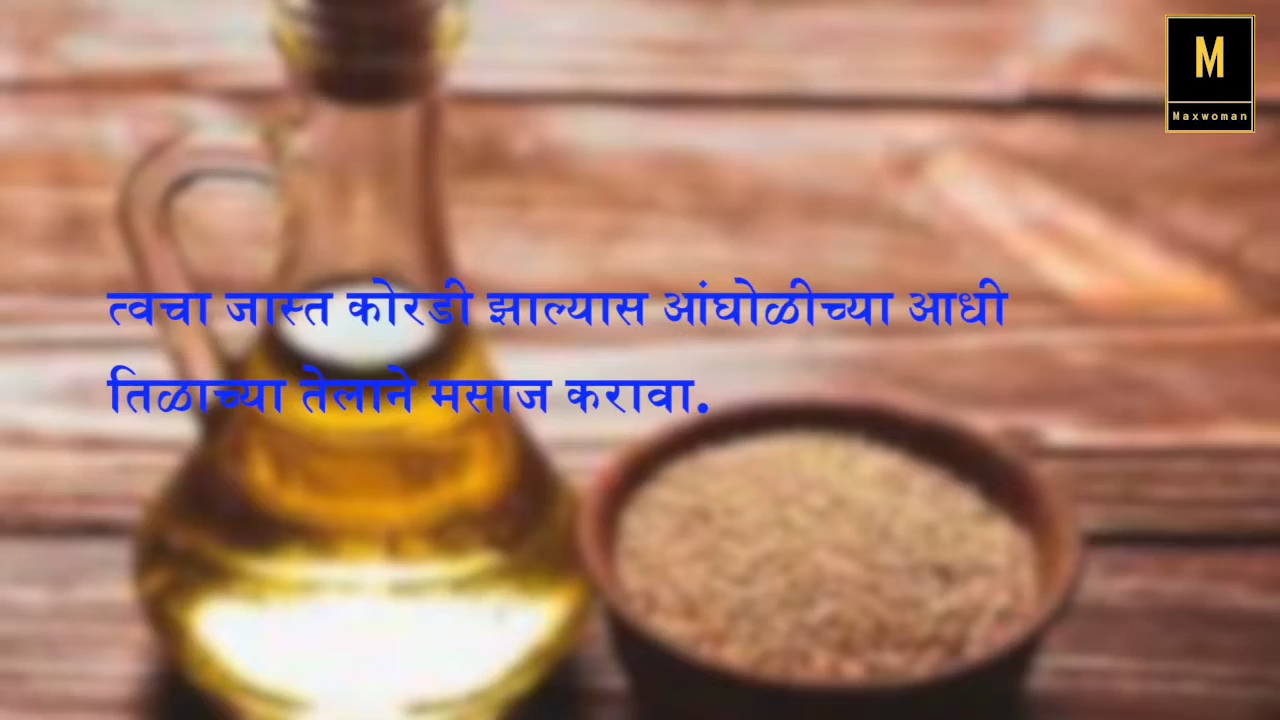 M
Maxwoman
त्वचा जास्त कोरडी झाल्यास आंघोळीच्या आधी
तिळाच्या तेलाने मसाज करावा.